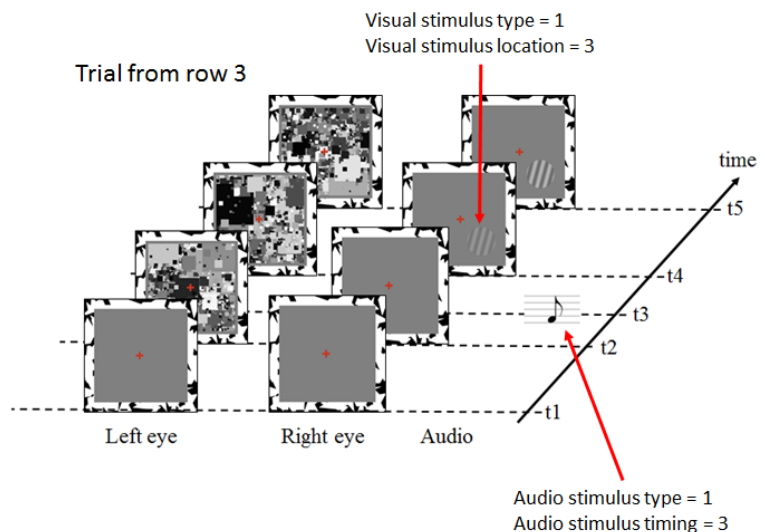 Visual stimulus type = 1
Visual stimulus location = 3
Trial from row 3
time
t5
t4
t3
t2
t1
Left eye
Right eye
Audio
Audio stimulus type = 1
Audio stimulus timing = 3